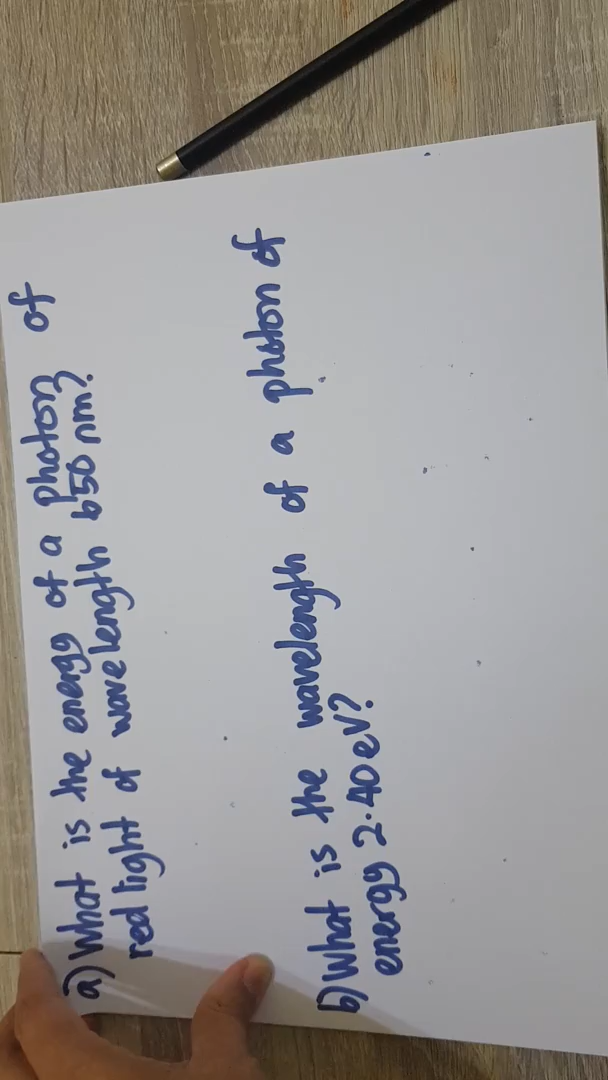 a) What is the energy of a photon of
red light of wavelength 650 nm?
b) What is the wavelength of a photon of
energy 2.40 eV?